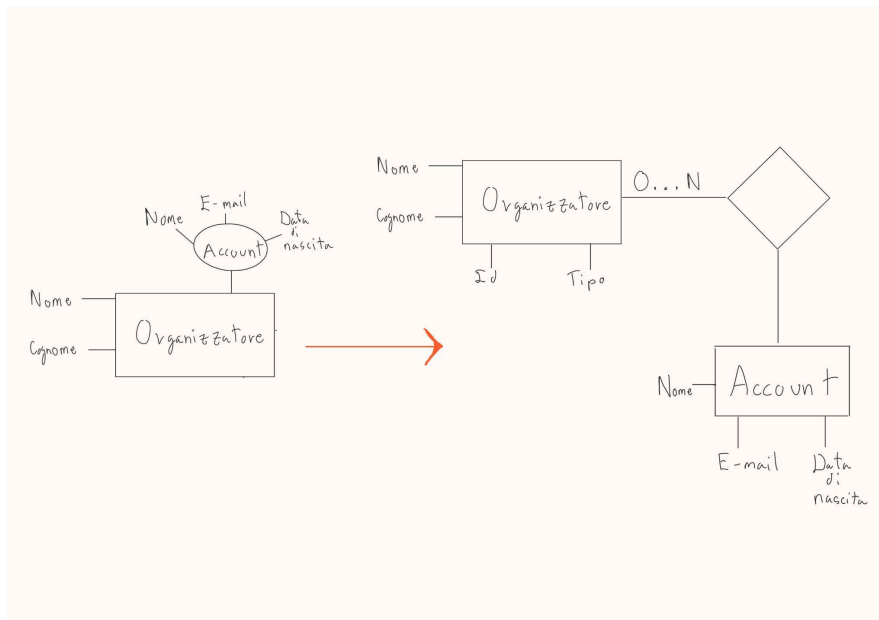 E-mail
Nome
Data
di
nascita
Account
Nome
Organizzatore
Cognome
Nome
Organizzatore
O...N
Cognome
Id
Tipo
Nome
Account
E-mail
Data
di
nascita